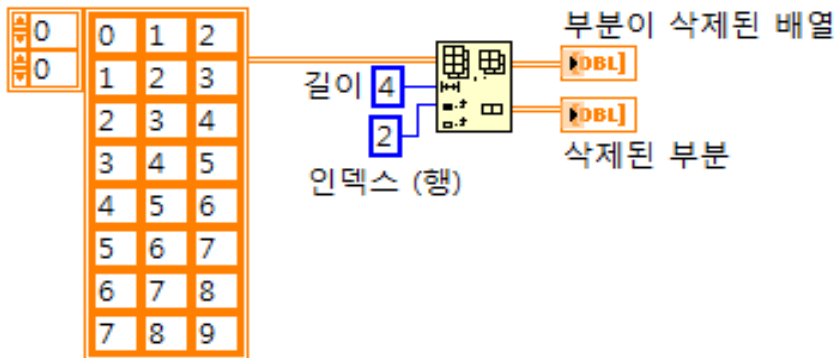 부분이 삭제된 배열
0 0 1 2
0 1 2 3
2 3 4
3 4 5
4 5 6
5 6 7
6 7 8
7 8 9
길이 4
2
인덱스 (행)
DBL]
DBL]
삭제된 부분